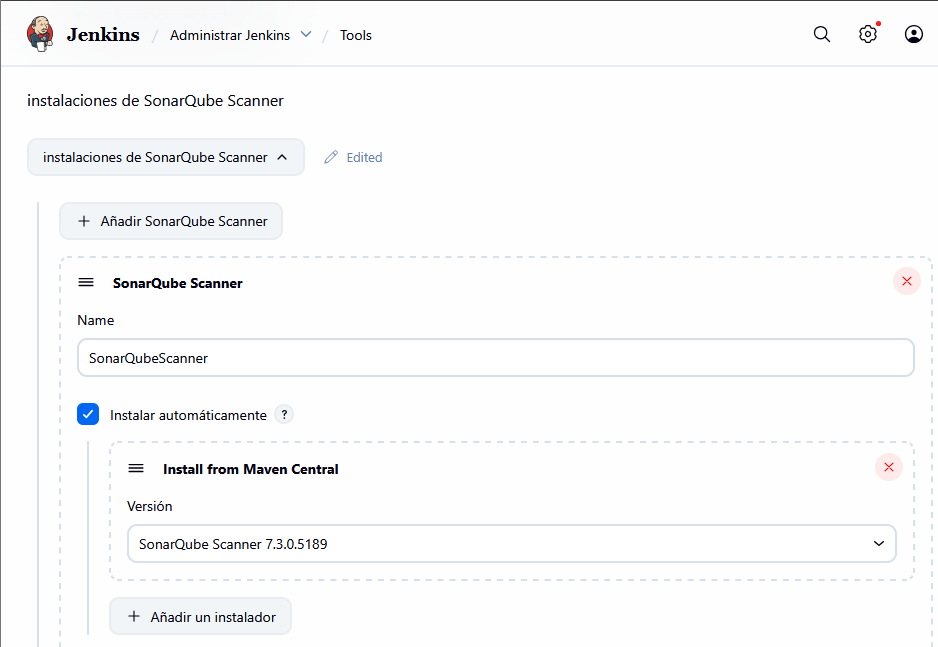 Jenkins / Administrar Jenkins / Tools
instalaciones de SonarQube Scanner
instalaciones de SonarQube Scanner Edited
+ Añadir SonarQube Scanner
SonarQube Scanner
Name
SonarQubeScanner
Instalar automáticamente ?
Install from Maven Central
Versión
SonarQube Scanner 7.3.0.5189
+ Añadir un instalador